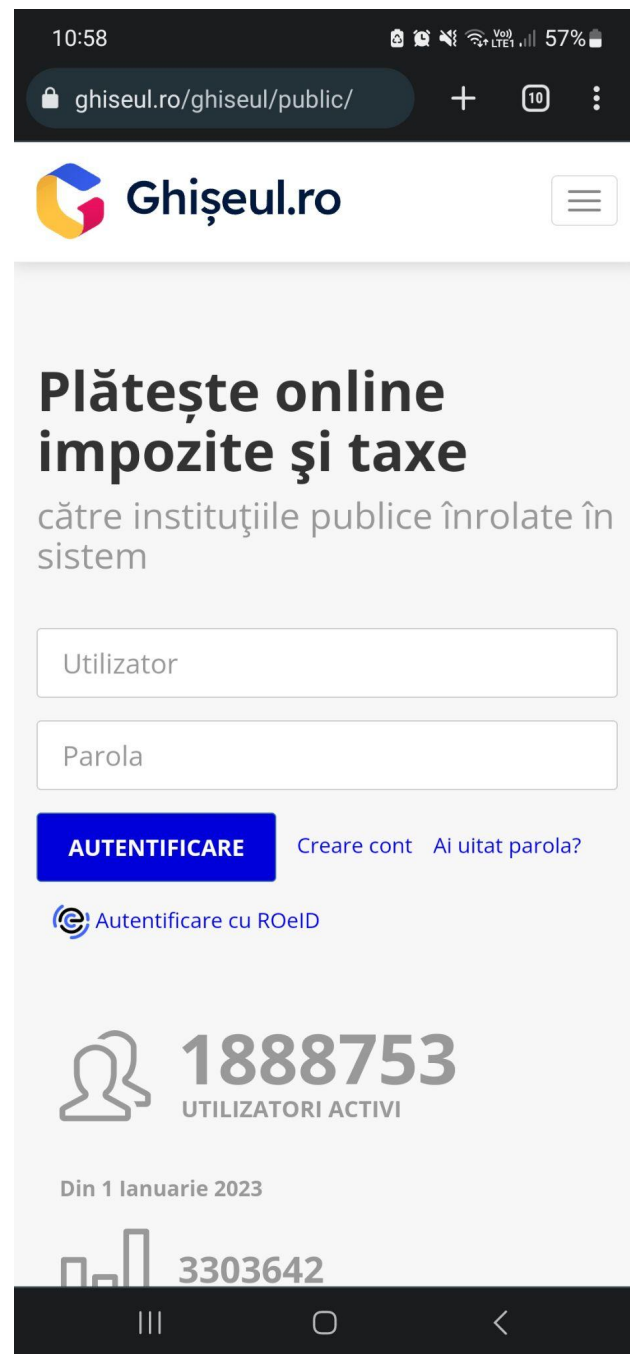 10:58
Vo)) LTE1 57%
ghiseul.ro/ghiseul/public/
10
Ghișeul.ro
Plătește online
impozite şi taxe
către instituţiile publice înrolate în
sistem
Utilizator
Parola
AUTENTIFICARE Creare cont Ai uitat parola?
Autentificare cu ROeID
1888753
UTILIZATORI ACTIVI
Din 1 Ianuarie 2023
3303642